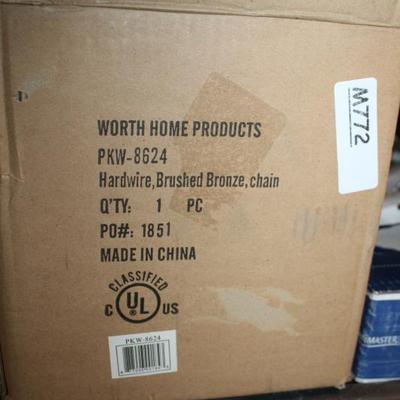 WORTH HOME PRODUCTS
PKW-8624
Hardwire,Brushed Bronze,chain
Q'TY: 1 PC
PO#: 1851
MADE IN CHINA
CLASSIFIED
C UL ® US
PKW-8624
M772
MASTER